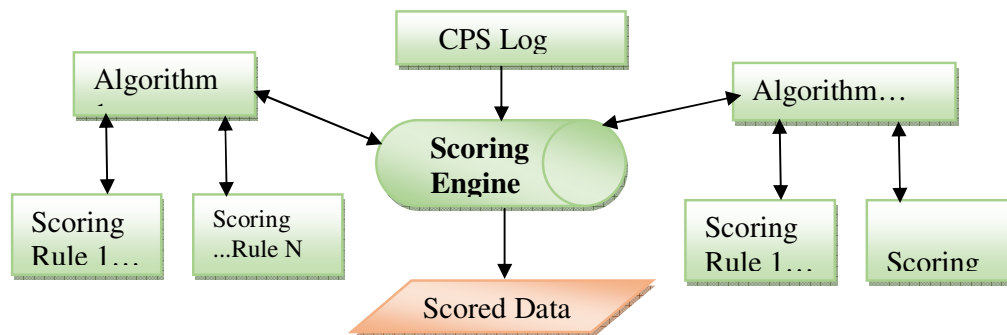 CPS Log
Algorithm
Algorithm…
Scoring
Engine
Scoring
Rule 1…
Scoring
...Rule N
Scoring
Rule 1…
Scoring
Scored Data